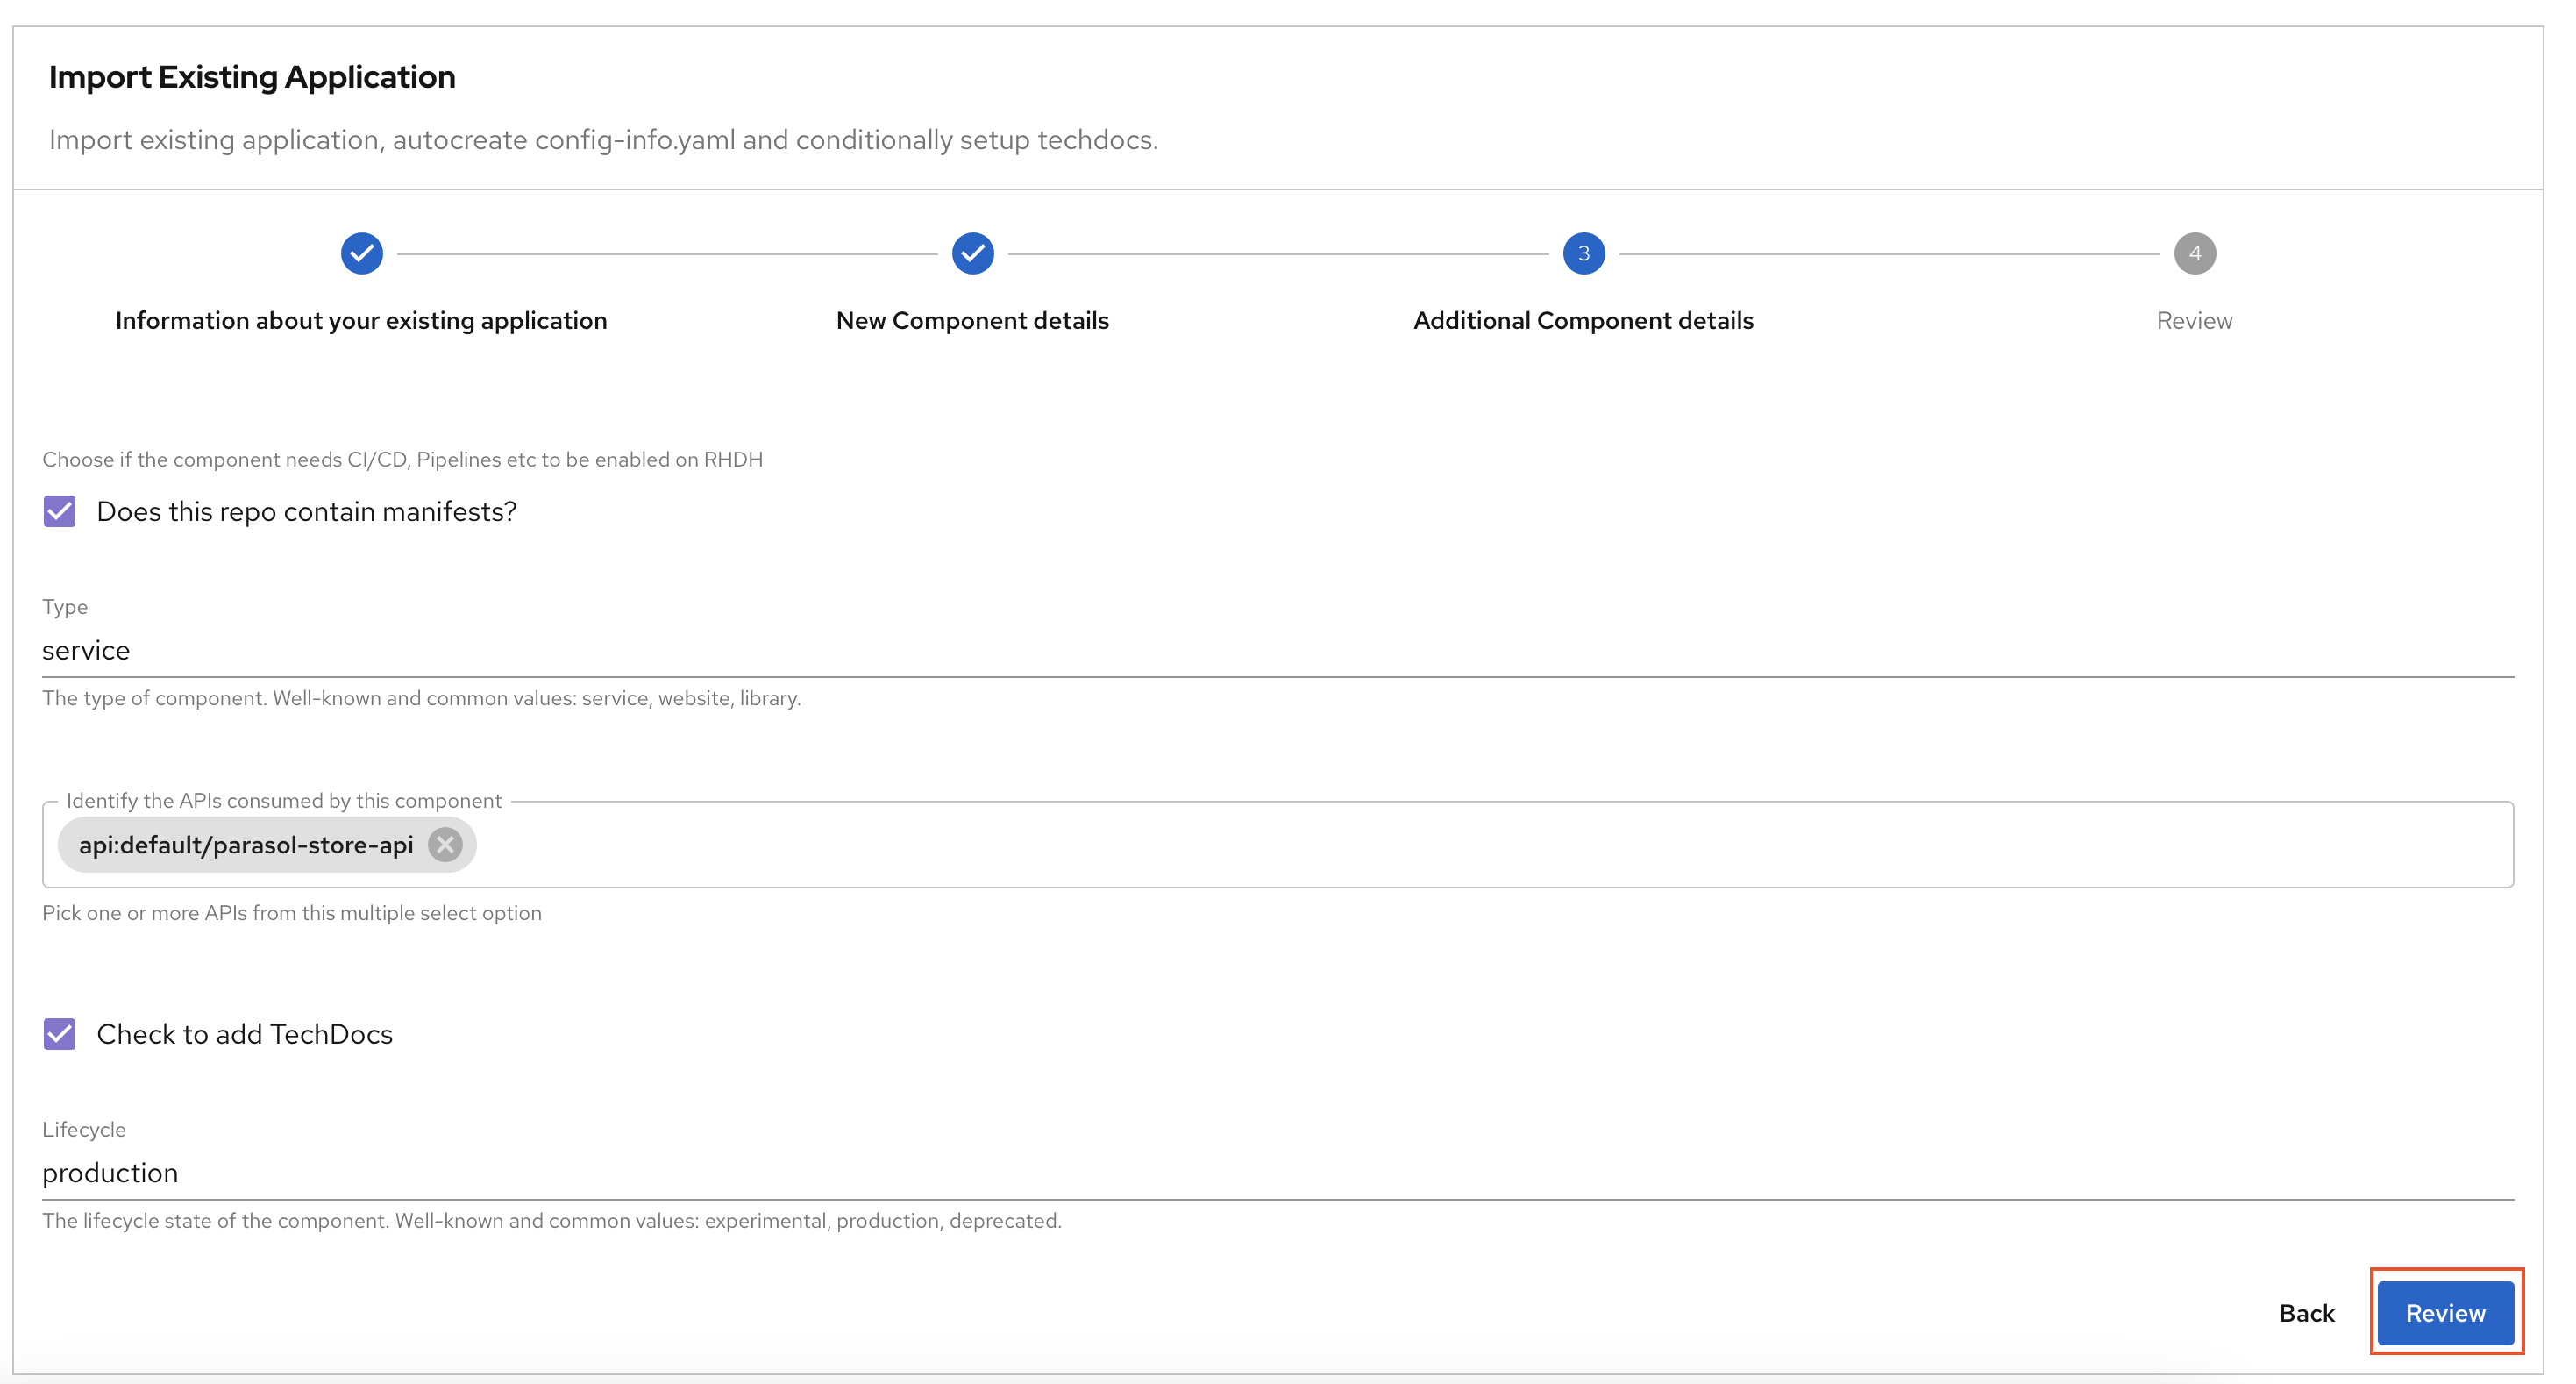 Import Existing Application
Import existing application, autocreate config-info.yaml and conditionally setup techdocs.
3
4
Information about your existing application
New Component details
Additional Component details
Review
Choose if the component needs CI/CD, Pipelines etc to be enabled on RHDH
Does this repo contain manifests?
Type
service
The type of component. Well-known and common values: service, website, library.
Identify the APIs consumed by this component
api:default/parasol-store-api
Pick one or more APIs from this multiple select option
Check to add TechDocs
Lifecycle
production
The lifecycle state of the component. Well-known and common values: experimental, production, deprecated.
Back
Review